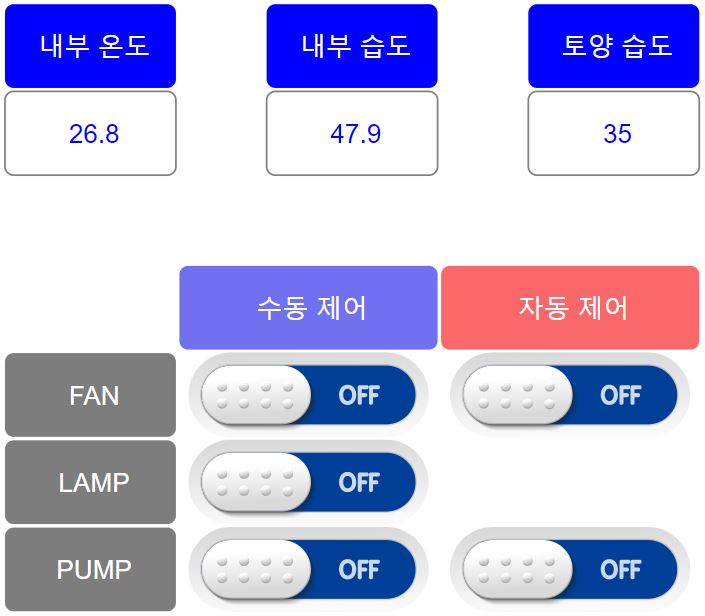 내부 온도
내부 습도
토양 습도
26.8
47.9
35
수동 제어
자동 제어
FAN
OFF
OFF
LAMP
OFF
PUMP
OFF
OFF